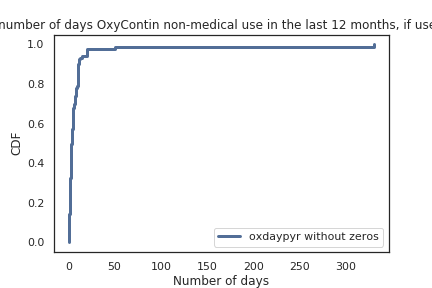 number of days OxyContin non-medical use in the last 12 months, if use
1.0
0.8
0.6
0.4
0.2
0.0
CDF
oxdaypyr without zeros
0 50 100 150 200 250 300
Number of days